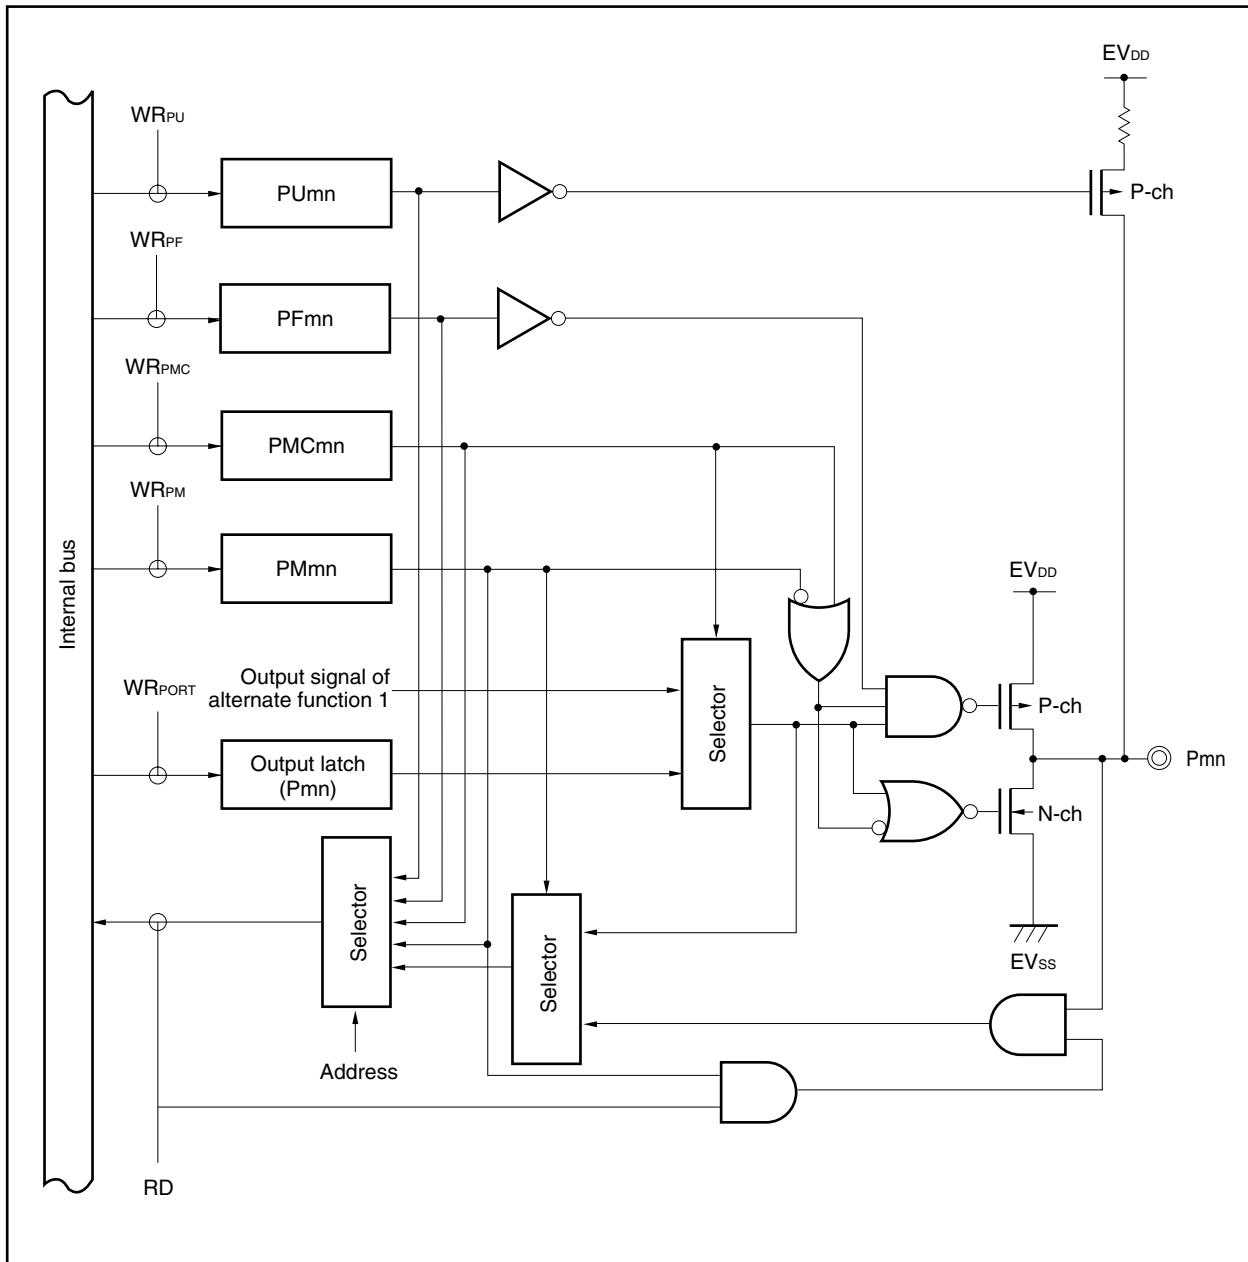 EVDD
WRPU
PUmn
P-ch
WRPF
PFmn
WRPMC
PMCmn
WRPM
PMmn
EVDD
Internal bus
Output signal of
alternate function 1
WRPORT
Selector
P-ch
Output latch
(Pmn)
Pmn
N-ch
Selector
Selector
EVSS
Address
RD